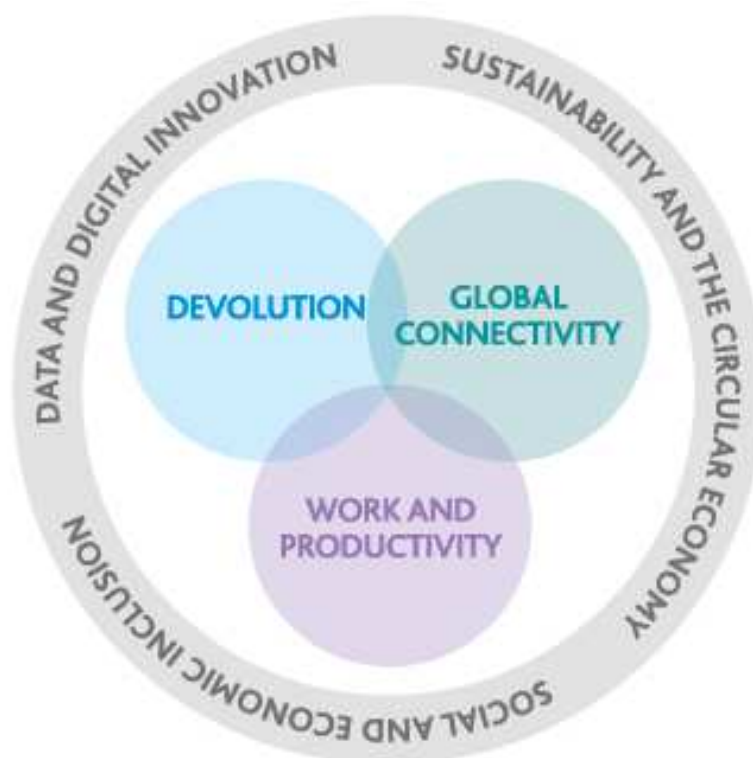 DATA AND DIGITAL INNOVATION
SUSTAINABILITY AND THE CIRCULAR ECONOMY
DEVOLUTION
GLOBAL
CONNECTIVITY
WORK AND
PRODUCTIVITY
SOCIAL AND ECONOMIC INCLUSION